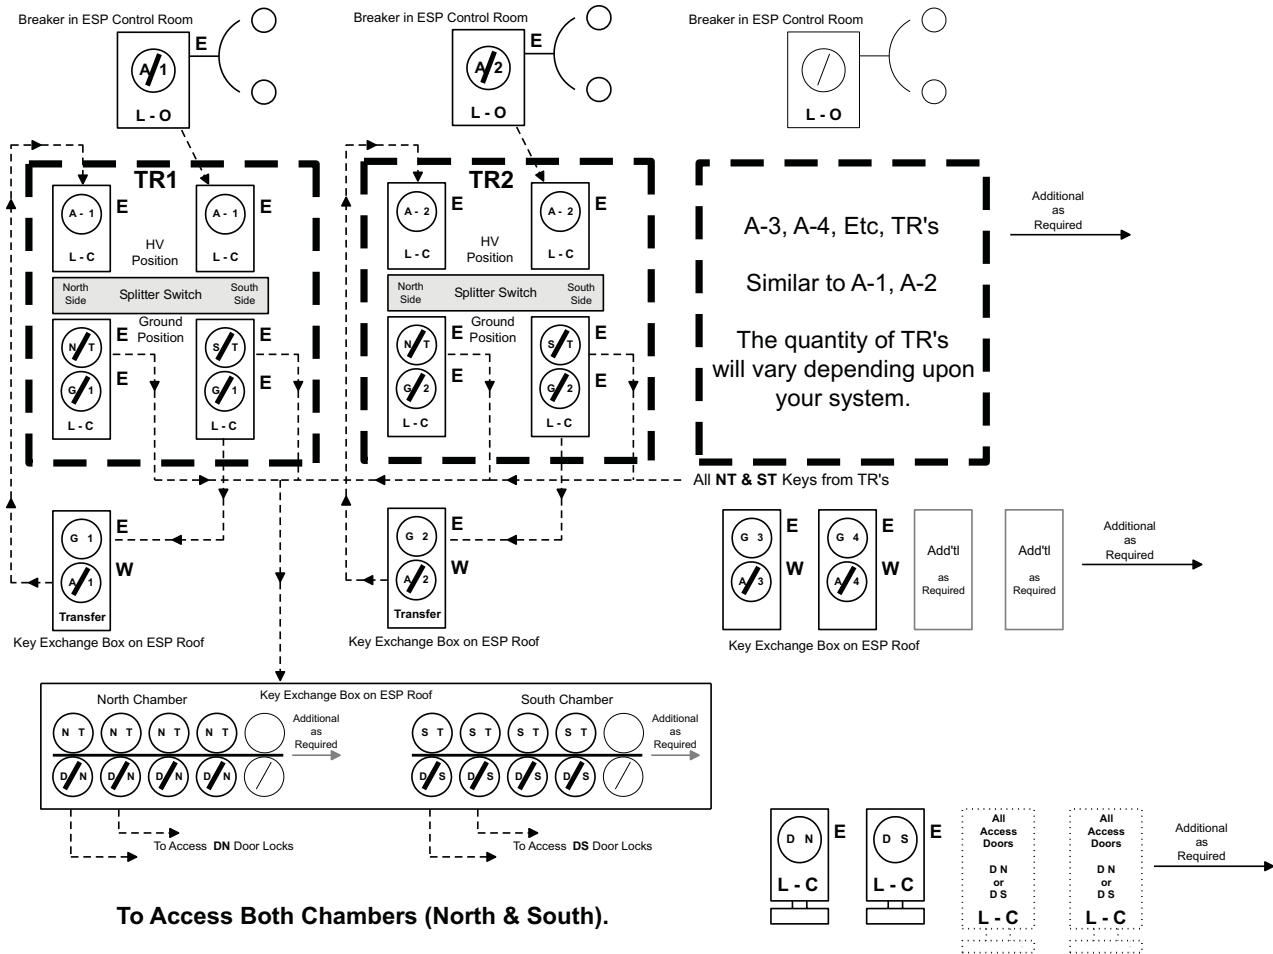 Breaker in ESP Control Room
E
A 1
L - O
Breaker in ESP Control Room
E
A 2
L - O
Breaker in ESP Control Room
L - O
TR1
A - 1
E
L - C
A - 1
E
L - C
HV
Position
North
Side
Splitter Switch
South
Side
Ground
Position
N T
E
G 1
E
L - C
S T
E
G 1
E
L - C
TR2
A - 2
E
L - C
A - 2
E
L - C
HV
Position
North
Side
Splitter Switch
South
Side
Ground
Position
N T
E
G 2
E
L - C
S T
E
G 2
E
L - C
A-3, A-4, Etc, TR's
Similar to A-1, A-2
The quantity of TR's
will vary depending upon
your system.
Additional
as
Required
All NT & ST Keys from TR's
G 1
E
A 1
W
Transfer
Key Exchange Box on ESP Roof
G 2
E
A 2
W
Transfer
Key Exchange Box on ESP Roof
G 3
E
A 3
W
G 4
E
A 4
W
Add'tl
as
Required
Add'tl
as
Required
Additional
as
Required
Key Exchange Box on ESP Roof
North Chamber
Key Exchange Box on ESP Roof
South Chamber
N T N T N T N T
Additional
as
Required
D N D N D N D N
S T S T S T S T
Additional
as
Required
D S D S D S D S
To Access DN Door Locks
To Access DS Door Locks
D N
E
L - C
D S
E
L - C
All
Access
Doors
D N
or
D S
L - C
All
Access
Doors
D N
or
D S
L - C
Additional
as
Required
To Access Both Chambers (North & South).